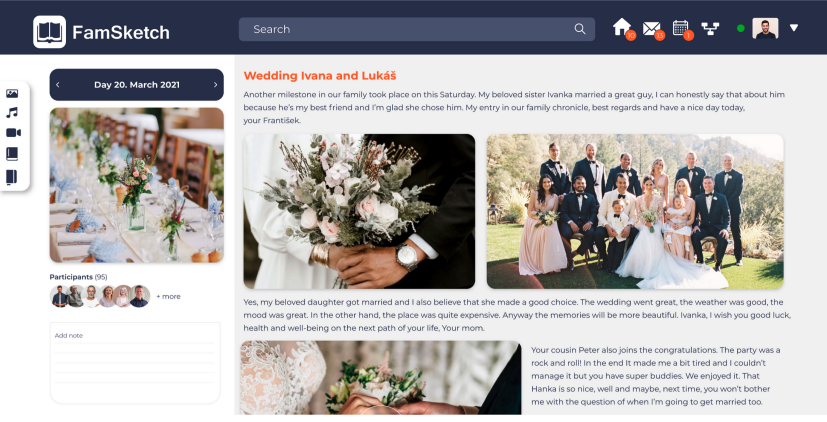 FamSketch
Search
10
13
1
Day 20. March 2021
Participants (95)
+ more
Add note
Wedding Ivana and Lukáš
Another milestone in our family took place on this Saturday. My beloved sister Ivanka married a great guy, I can honestly say that about him
because he's my best friend and I'm glad she chose him. My entry in our family chronicle, best regards and have a nice day today,
your František.
Yes, my beloved daughter got married and I also believe that she made a good choice. The wedding went great, the weather was good, the
mood was great. In the other hand, the place was quite expensive. Anyway the memories will be more beautiful. Ivanka, I wish you good luck,
health and well-being on the next path of your life, Your mom.
Your cousin Peter also joins the congratulations. The party was a
rock and roll! In the end It made me a bit tired and I couldn't
manage it but you have super buddies. We enjoyed it. That
Hanka is so nice, well and maybe, next time, you won't bother
me with the question of when I'm going to get married too.